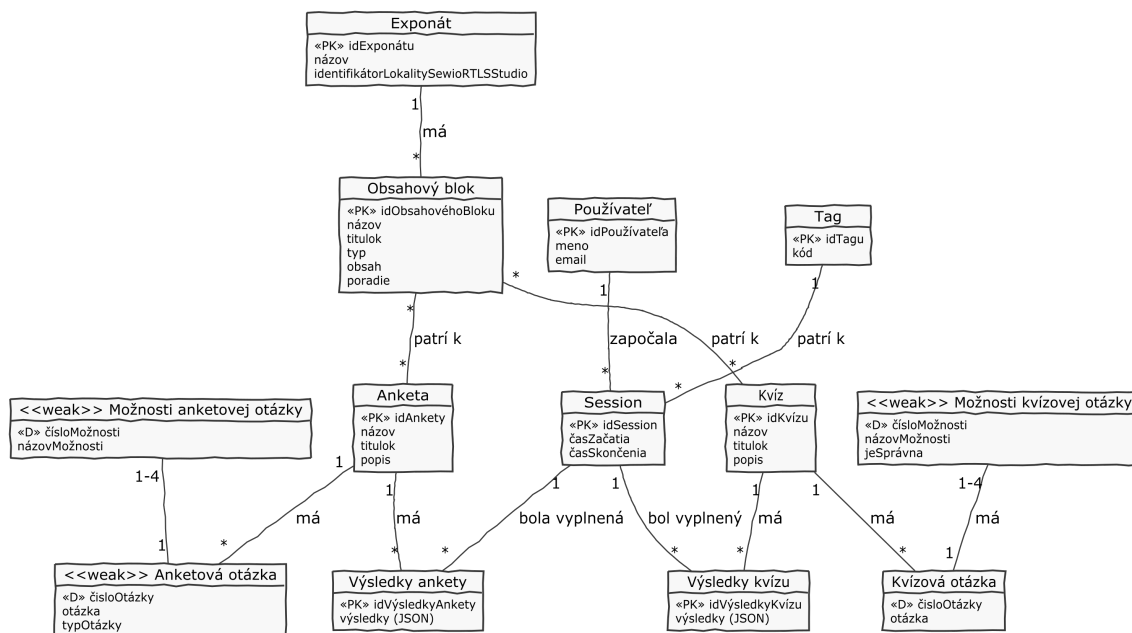 Exponát
«PK» idExponátu
názov
identifikátorLokalitySewioRTLSStudio
1
má
*
Obsahový blok
«PK» idObsahovéhoBloku
názov
titulok
typ
obsah
poradie
Používateľ
«PK» idPoužívateľa
meno
email
Tag
«PK» idTagu
kód
*
1
1
*
patrí k
započala
patrí k
patrí k
*
*
*
*
<<weak>> Možnosti anketovej otázky
«D» čísloMožnosti
názovMožnosti
Anketa
«PK» idAnkety
názov
titulok
popis
Session
«PK» idSession
časZačatia
časSkončenia
Kvíz
«PK» idKvízu
názov
titulok
popis
<<weak>> Možnosti kvízovej otázky
«D» čísloMožnosti
názovMožnosti
jeSprávna
1-4
1
1
1
1
1
1
1-4
má
má
bola vyplnená
bol vyplnený
má
má
má
1
*
*
*
*
*
*
1
<<weak>> Anketová otázka
«D» čisloOtázky
otázka
typOtázky
Výsledky ankety
«PK» idVýsledkyAnkety
výsledky (JSON)
Výsledky kvízu
«PK» idVýsledkyKvízu
výsledky (JSON)
Kvízová otázka
«D» čisloOtázky
otázka